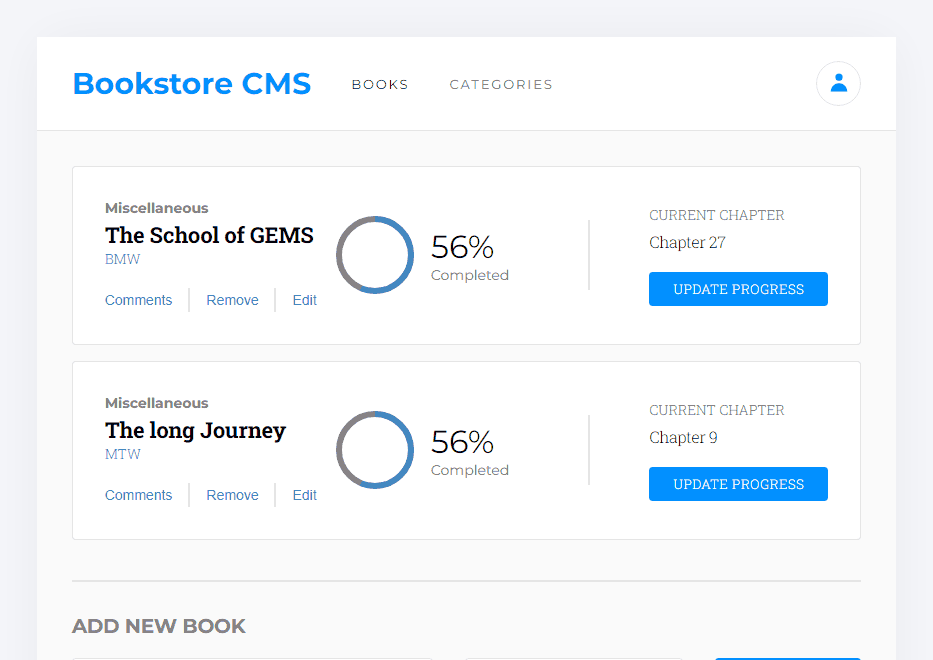 Bookstore CMS
BOOKS
CATEGORIES
Miscellaneous
The School of GEMS
BMW
Comments
Remove
Edit
56%
Completed
CURRENT CHAPTER
Chapter 27
UPDATE PROGRESS
Miscellaneous
The long Journey
MTW
Comments
Remove
Edit
56%
Completed
CURRENT CHAPTER
Chapter 9
UPDATE PROGRESS
ADD NEW BOOK